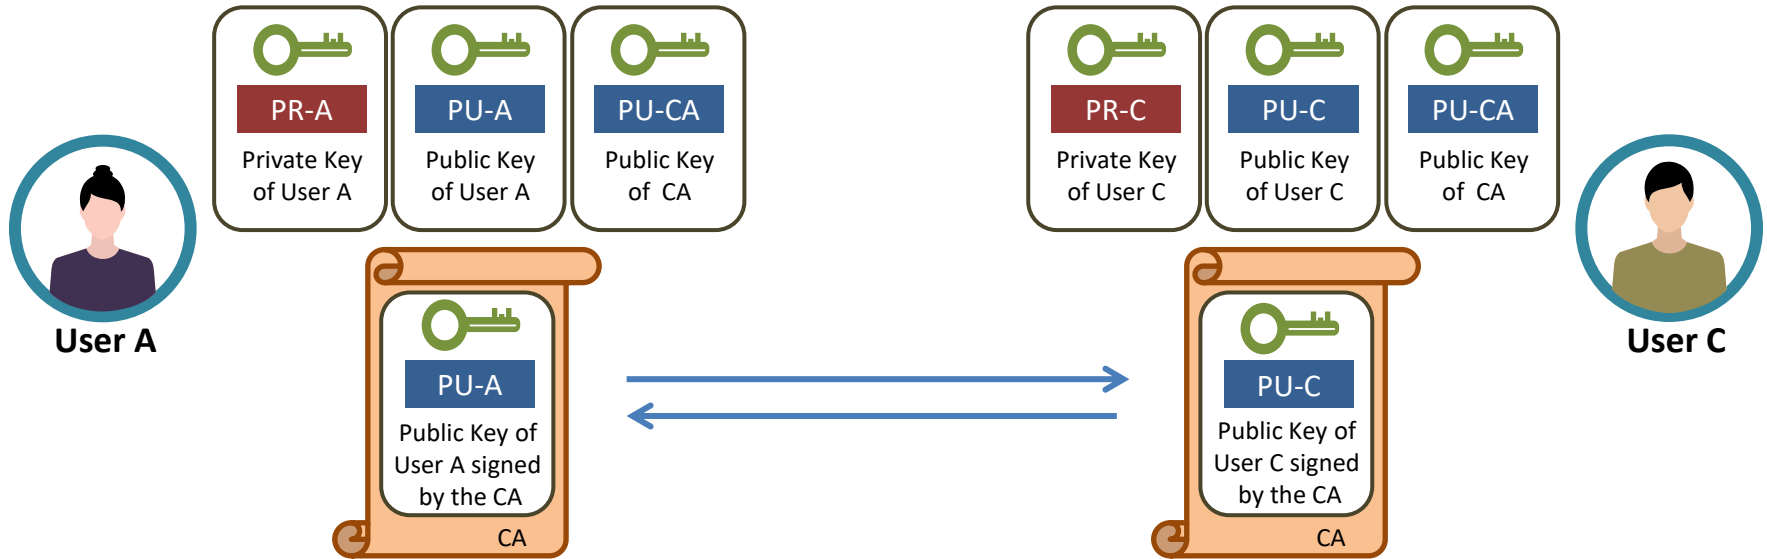 PR-A
Private Key
of User A
PU-A
Public Key
of User A
PU-CA
Public Key
of CA
PR-C
Private Key
of User C
PU-C
Public Key
of User C
PU-CA
Public Key
of CA
User A
User C
PU-A
Public Key of
User A signed
by the CA
CA
PU-C
Public Key of
User C signed
by the CA
CA